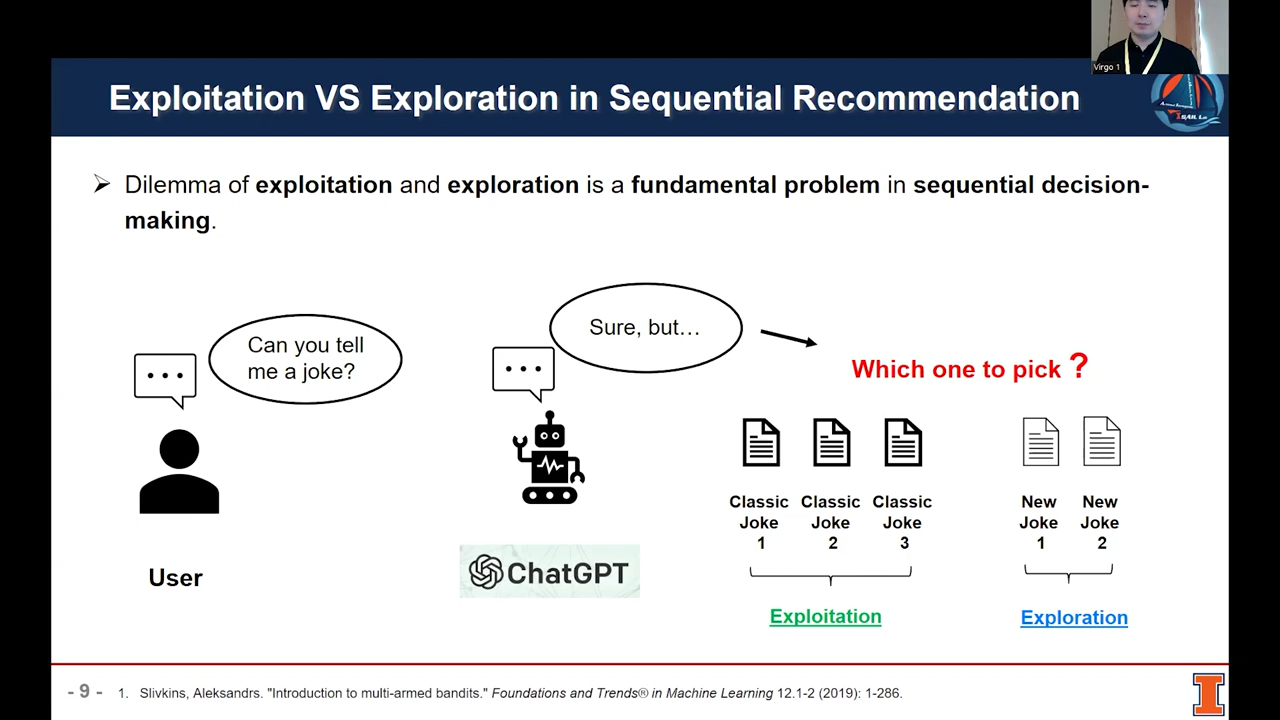 Virgo 1
Exploitation VS Exploration in Sequential Recommendation
Dilemma of exploitation and exploration is a fundamental problem in sequential decision-
making.
Can you tell
me a joke?
Sure, but…
Which one to pick ?
User
ChatGPT
Classic
Joke
1
Classic
Joke
2
Classic
Joke
3
New
Joke
1
New
Joke
2
Exploitation
Exploration
- 9 -
1. Slivkins, Aleksandrs. "Introduction to multi-armed bandits." Foundations and Trends® in Machine Learning 12.1-2 (2019): 1-286.